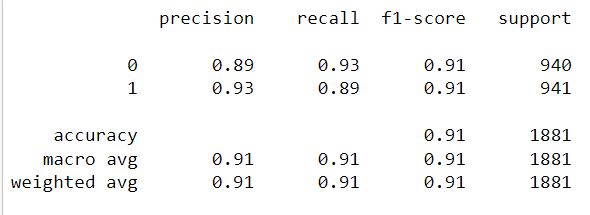 precision recall f1-score support
0 0.89 0.93 0.91 940
1 0.93 0.89 0.91 941
accuracy 0.91 1881
macro avg 0.91 0.91 0.91 1881
weighted avg 0.91 0.91 0.91 1881